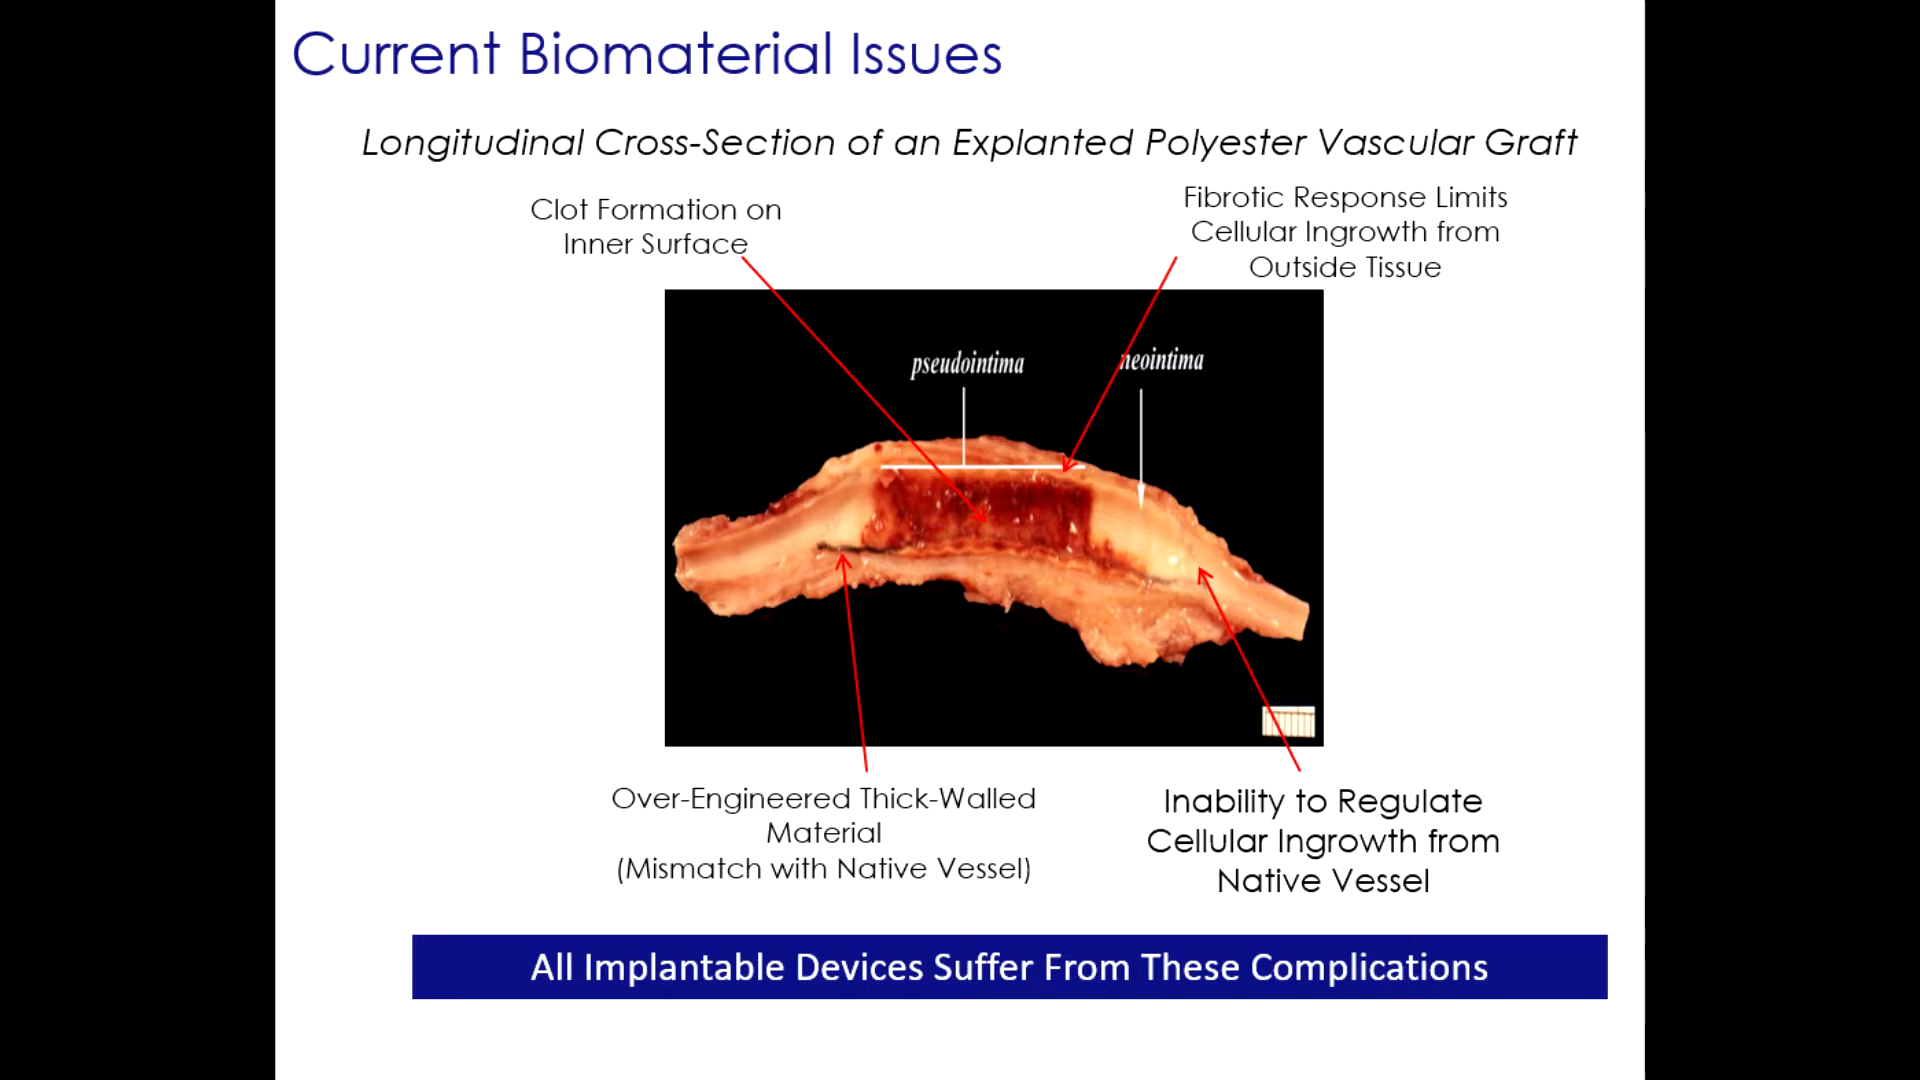 Current Biomaterial Issues
Longitudinal Cross-Section of an Explanted Polyester Vascular Graft
Clot Formation on
Inner Surface
Fibrotic Response Limits
Cellular Ingrowth from
Outside Tissue
pseudointima
neointima
Over-Engineered Thick-Walled
Material
(Mismatch with Native Vessel)
Inability to Regulate
Cellular Ingrowth from
Native Vessel
All Implantable Devices Suffer From These Complications